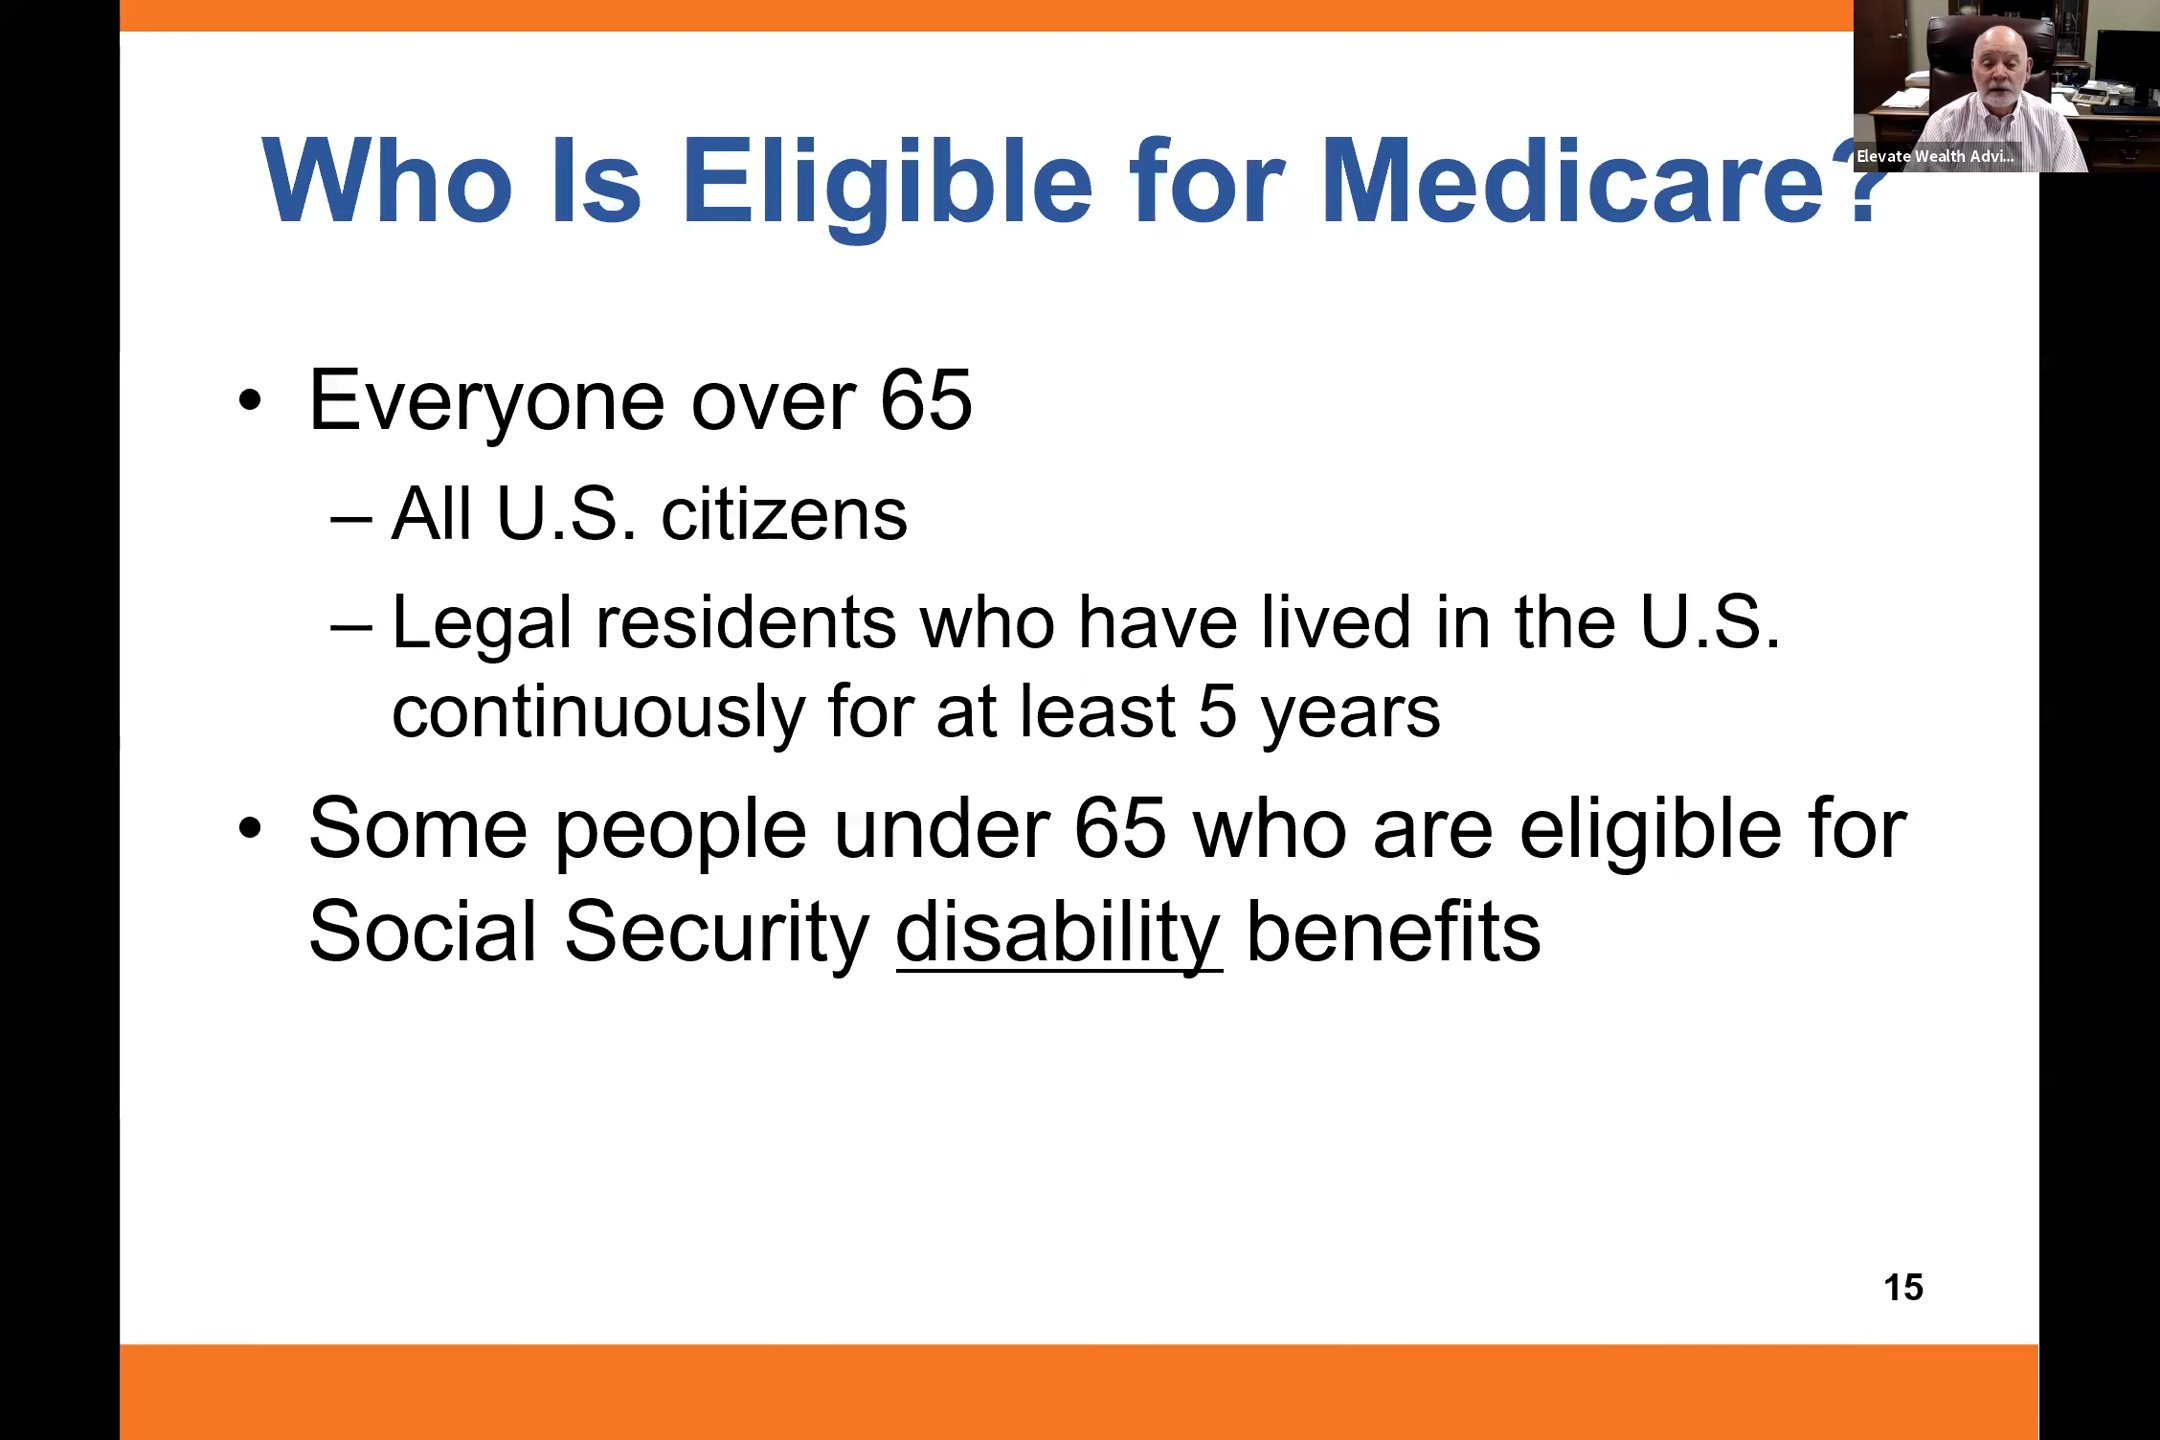 Who Is Eligible for Medicare?
Elevate Wealth Advi...
• Everyone over 65
– All U.S. citizens
– Legal residents who have lived in the U.S.
continuously for at least 5 years
• Some people under 65 who are eligible for
Social Security disability benefits
15